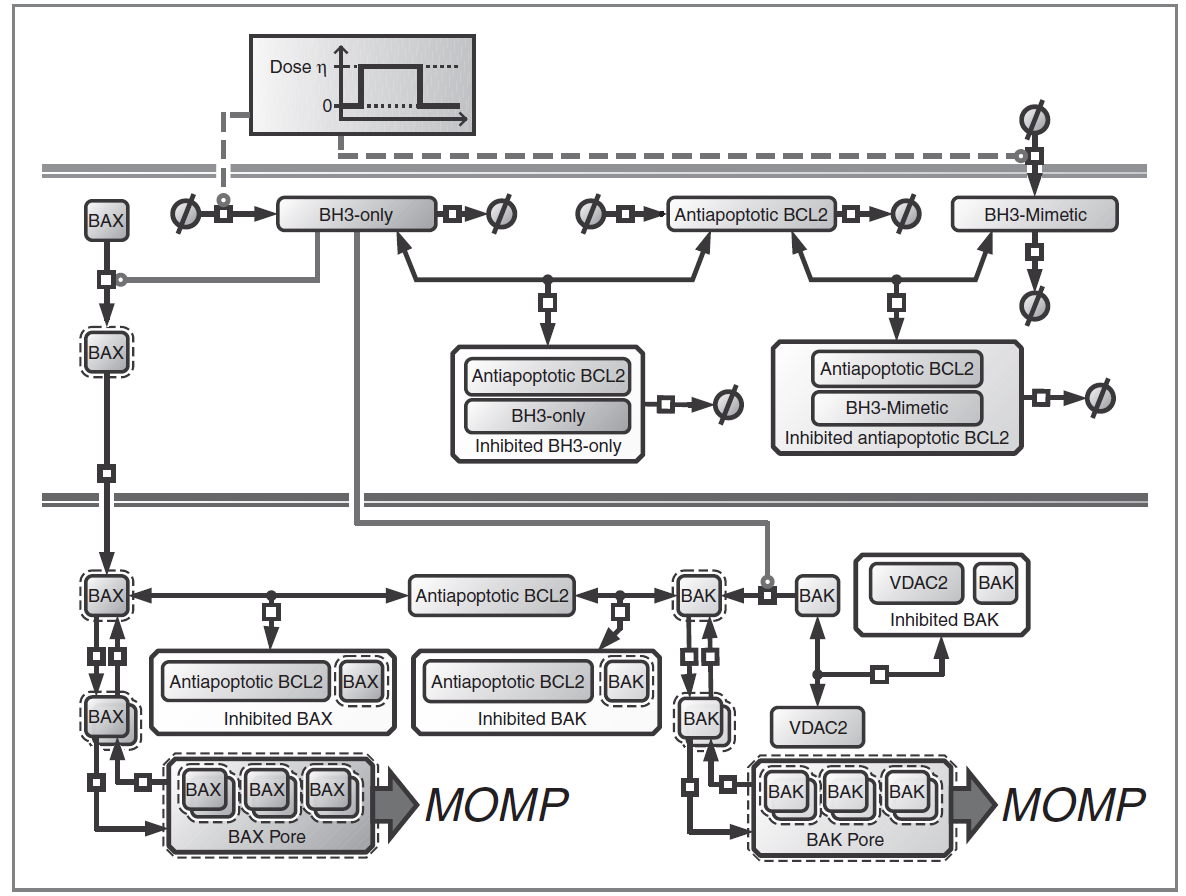 Dose η
0
BAX
BH3-only
Antiapoptotic BCL2
BH3-Mimetic
BAX
Antiapoptotic BCL2
BH3-only
Inhibited BH3-only
Antiapoptotic BCL2
BH3-Mimetic
Inhibited antiapoptotic BCL2
BAX
Antiapoptotic BCL2
BAK
BAK
VDAC2
BAK
Inhibited BAK
Antiapoptotic BCL2
BAX
Inhibited BAX
Antiapoptotic BCL2
BAK
Inhibited BAK
BAX
BAK
VDAC2
BAX
BAX
BAX
BAX Pore
MOMP
BAK
BAK
BAK
BAK Pore
MOMP